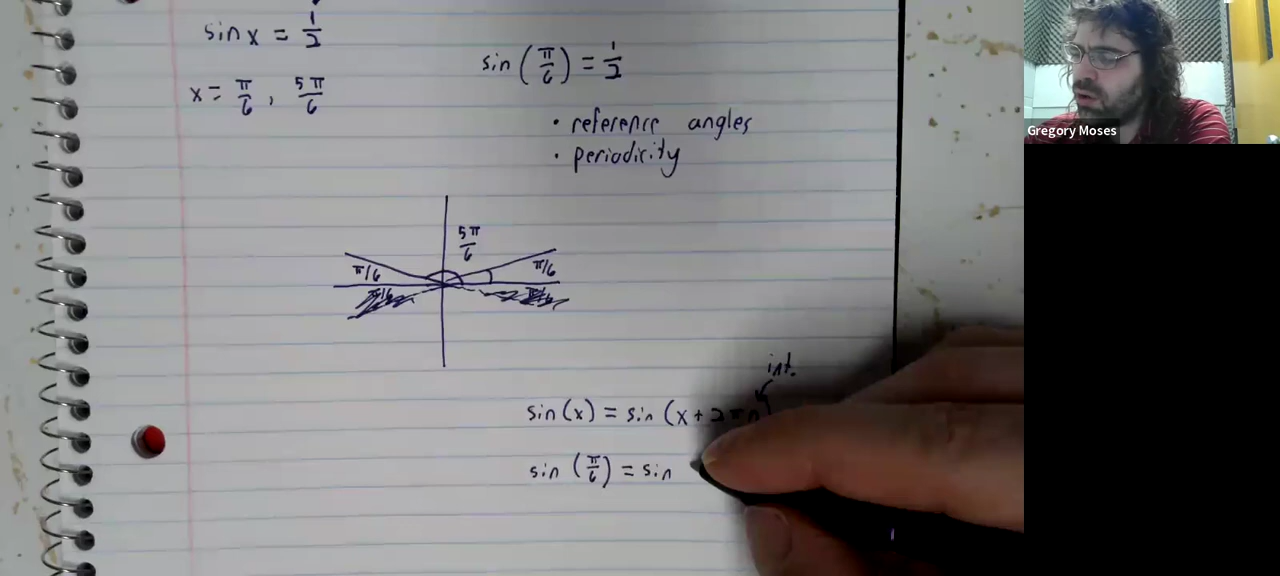 sin x = 1/2
x = π/6, 5π/6
sin (π/6) = 1/2
• reference angles
• periodicity
5π/6
π/6 π/6
int.
sin(x) = sin(x + 2πn)
sin (π/6) = sin
Gregory Moses